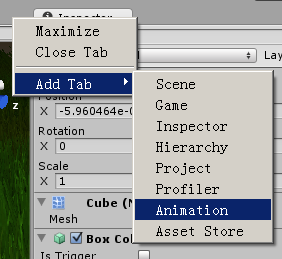 Inspector
Maximize
Close Tab
Add Tab
Scene
Game
Inspector
Hierarchy
Project
Profiler
Animation
Asset Store
Z
Position
X -5.960464e-0
Rotation
X 0
Scale
X 1
Cube (M
Mesh
Box Co
Is Trigger